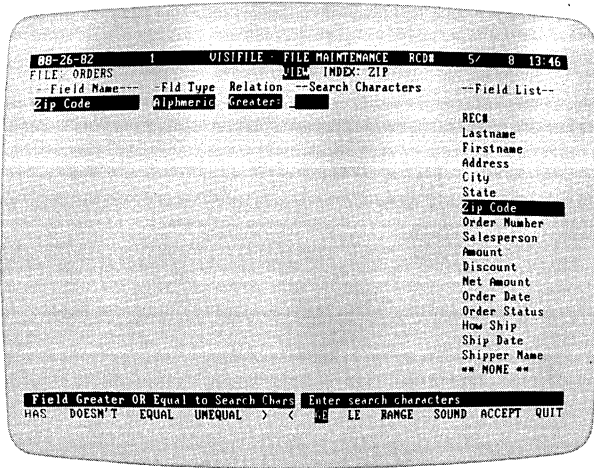 08-26-82 1 VISIFILE - FILE MAINTENANCE RCD# 5/ 8 13:46
FILE: ORDERS VIEW INDEX: ZIP
---Field Name--- -Fld Type Relation --Search Characters --Field List--
Zip Code Alphmeric Greater= _
REC#
Lastname
Firstname
Address
City
State
Zip Code
Order Number
Salesperson
Amount
Discount
Net Amount
Order Date
Order Status
How Ship
Ship Date
Shipper Name
** NONE **
Field Greater OR Equal to Search Chars Enter search characters
HAS DOESN'T EQUAL UNEQUAL > < GE LE RANGE SOUND ACCEPT QUIT